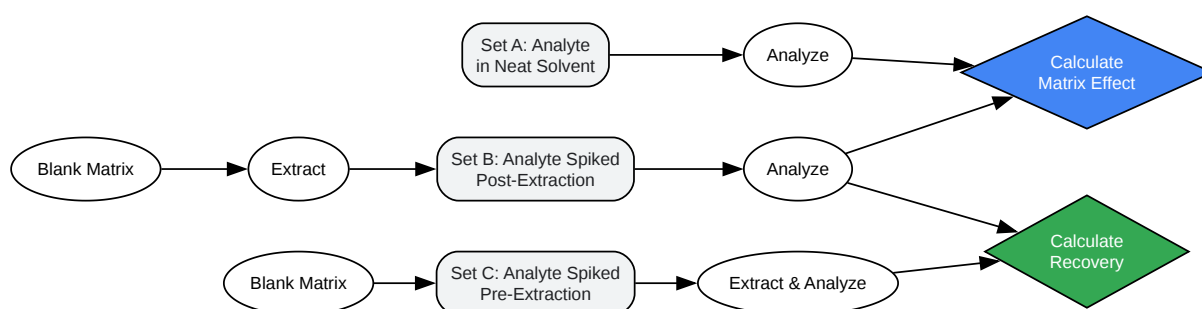 Set A: Analyte
in Neat Solvent
Analyze
Calculate
Matrix Effect
Blank Matrix
Extract
Set B: Analyte Spiked
Post-Extraction
Analyze
Calculate
Recovery
Blank Matrix
Set C: Analyte Spiked
Pre-Extraction
Extract & Analyze